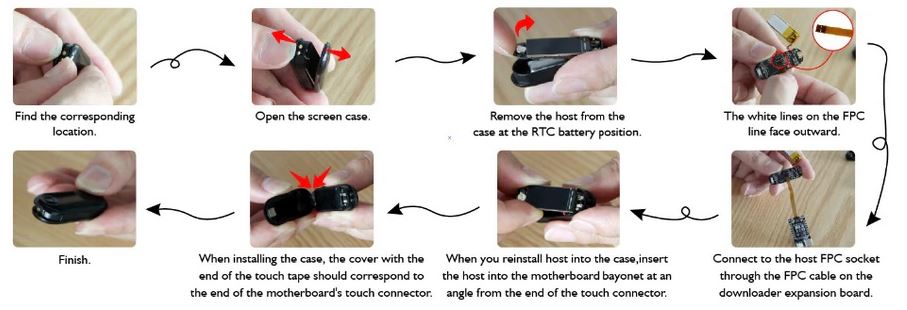 Find the corresponding
location.
Open the screen case.
Remove the host from the
case at the RTC battery position.
The white lines on the FPC
line face outward.
Connect to the host FPC socket
through the FPC cable on the
downloader expansion board.
When you reinstall host into the case,insert
the host into the motherboard bayonet at an
angle from the end of the touch connector.
When installing the case, the cover with the
end of the touch tape should correspond to
the end of the motherboard's touch connector.
Finish.